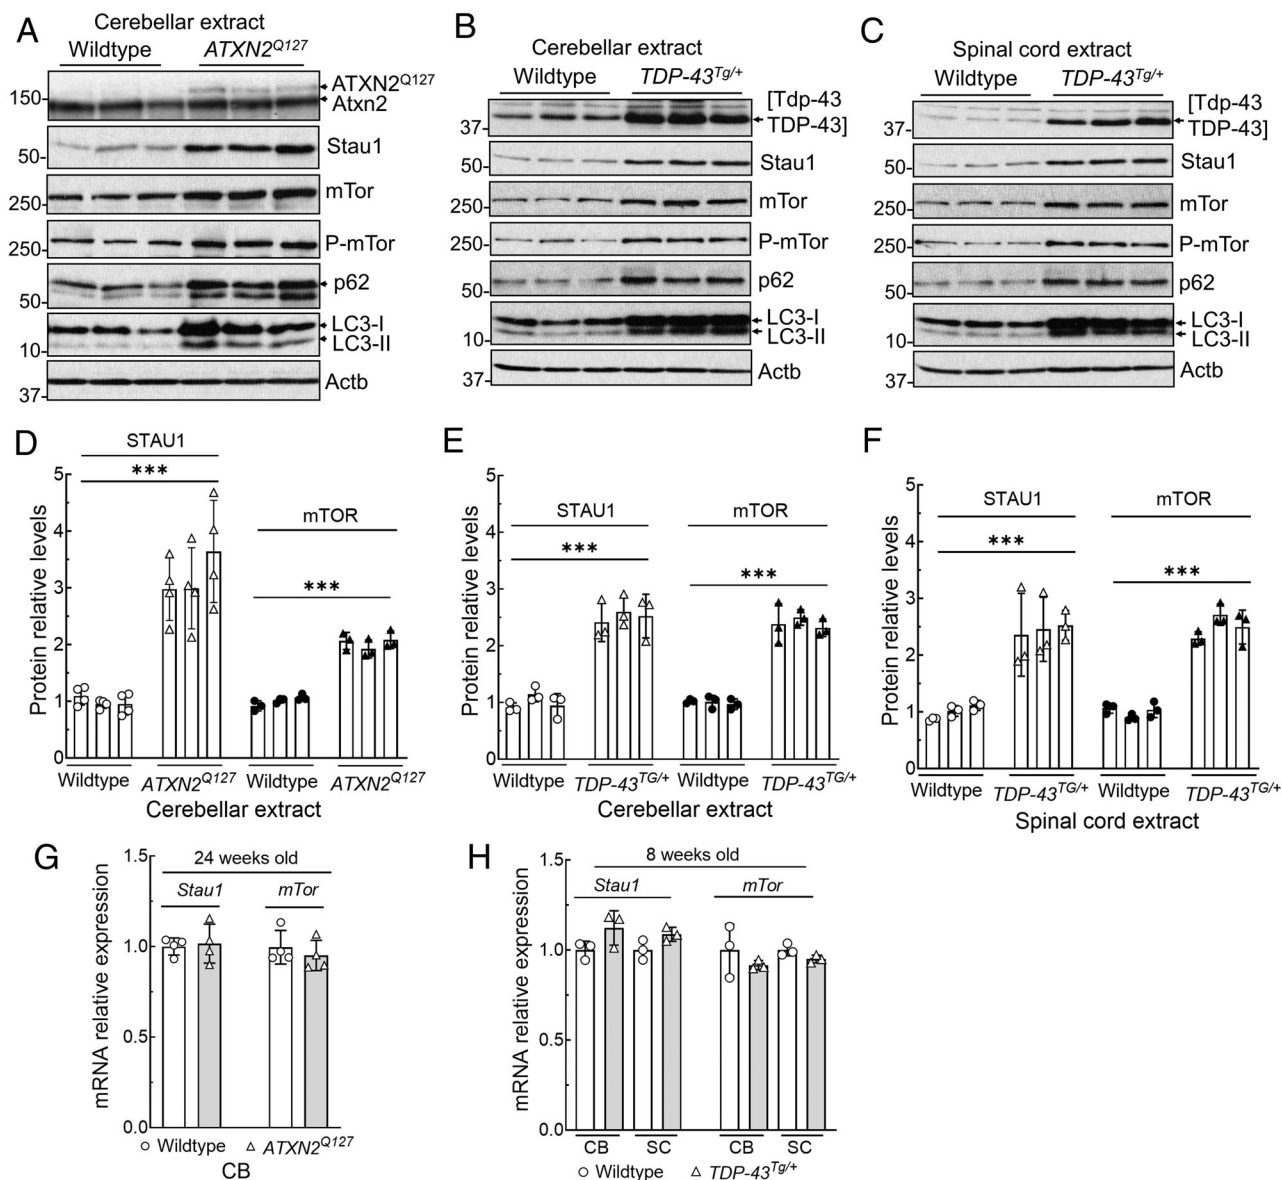 A
Cerebellar extract
Wildtype ATXN2Q127
150
ATXN2Q127
Atxn2
50
Stau1
250
mTor
250
P-mTor
50
p62
10
LC3-I
LC3-II
37
Actb
B
Cerebellar extract
Wildtype TDP-43Tg/+
37
[Tdp-43
TDP-43]
50
Stau1
250
mTor
250
P-mTor
50
p62
10
LC3-I
LC3-II
37
Actb
C
Spinal cord extract
Wildtype TDP-43Tg/+
37
[Tdp-43
TDP-43]
50
Stau1
250
mTor
250
P-mTor
50
p62
10
LC3-I
LC3-II
37
Actb
D
STAU1
***
mTOR
***
Protein relative levels
5
4
3
2
1
0
Wildtype ATXN2Q127 Wildtype ATXN2Q127
Cerebellar extract
E
STAU1
***
mTOR
***
Protein relative levels
5
4
3
2
1
0
Wildtype TDP-43TG/+ Wildtype TDP-43TG/+
Cerebellar extract
F
STAU1
***
mTOR
***
Protein relative levels
5
4
3
2
1
0
Wildtype TDP-43TG/+ Wildtype TDP-43TG/+
Spinal cord extract
G
24 weeks old
Stau1 mTor
mRNA relative expression
1.5
1.0
0.5
0.0
Wildtype ATXN2Q127
CB
H
8 weeks old
Stau1 mTor
mRNA relative expression
1.5
1.0
0.5
0.0
CB SC CB SC
Wildtype TDP-43Tg/+